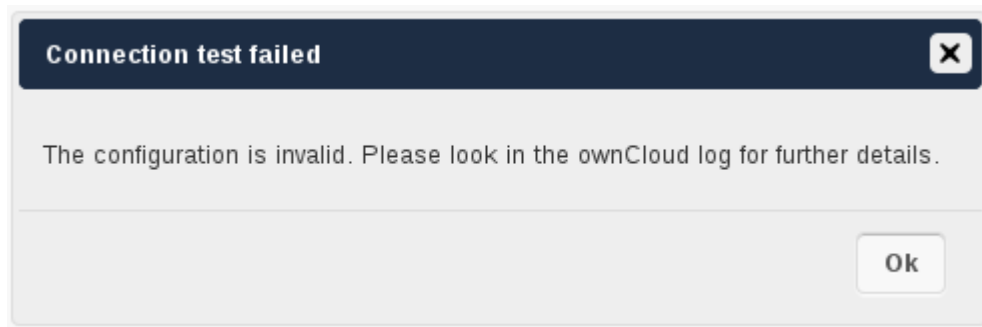 Connection test failed
The configuration is invalid. Please look in the ownCloud log for further details.
Ok